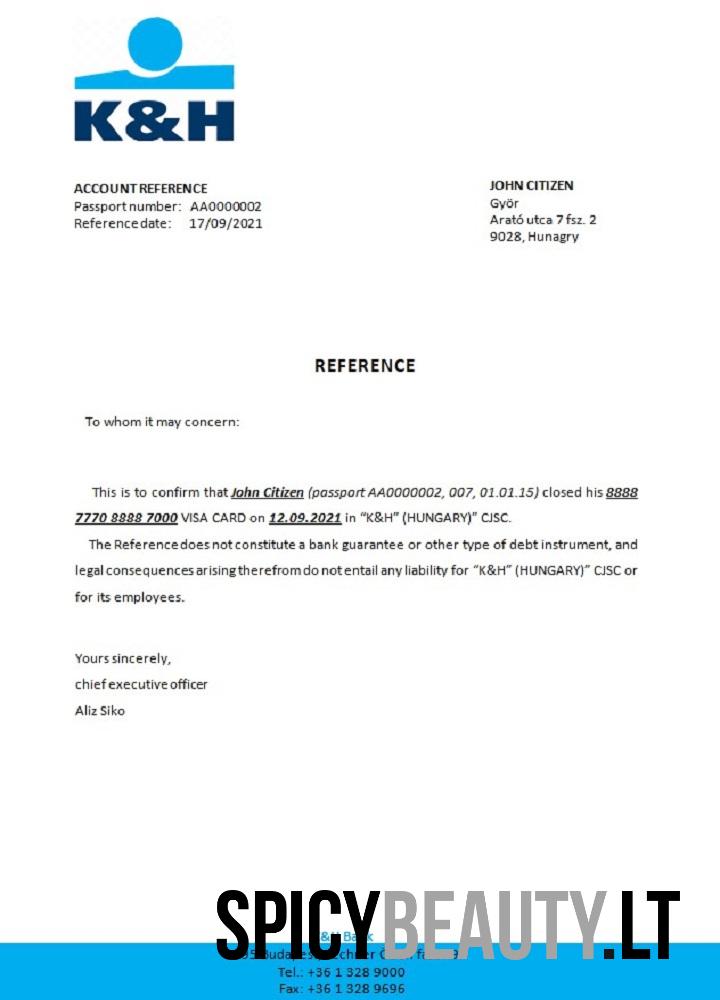 K&H
ACCOUNT REFERENCE
Passport number: AA0000002
Reference date: 17/09/2021
JOHN CITIZEN
Győr
Arató utca 7 fsz. 2
9028, Hunagry
REFERENCE
To whom it may concern:
This is to confirm that John Citizen (passport AA0000002, 007, 01.01.15) closed his 8888
7770 8888 7000 VISA CARD on 12.09.2021 in “K&H” (HUNGARY)” CJSC.
The Reference does not constitute a bank guarantee or other type of debt instrument, and
legal consequences arising therefrom do not entail any liability for “K&H” (HUNGARY)” CJSC or
for its employees.
Yours sincerely,
chief executive officer
Aliz Siko
SPICYBEAUTY.LT
K&H Bank
Tel.: +36 1 328 9000
Fax: +36 1 328 9696